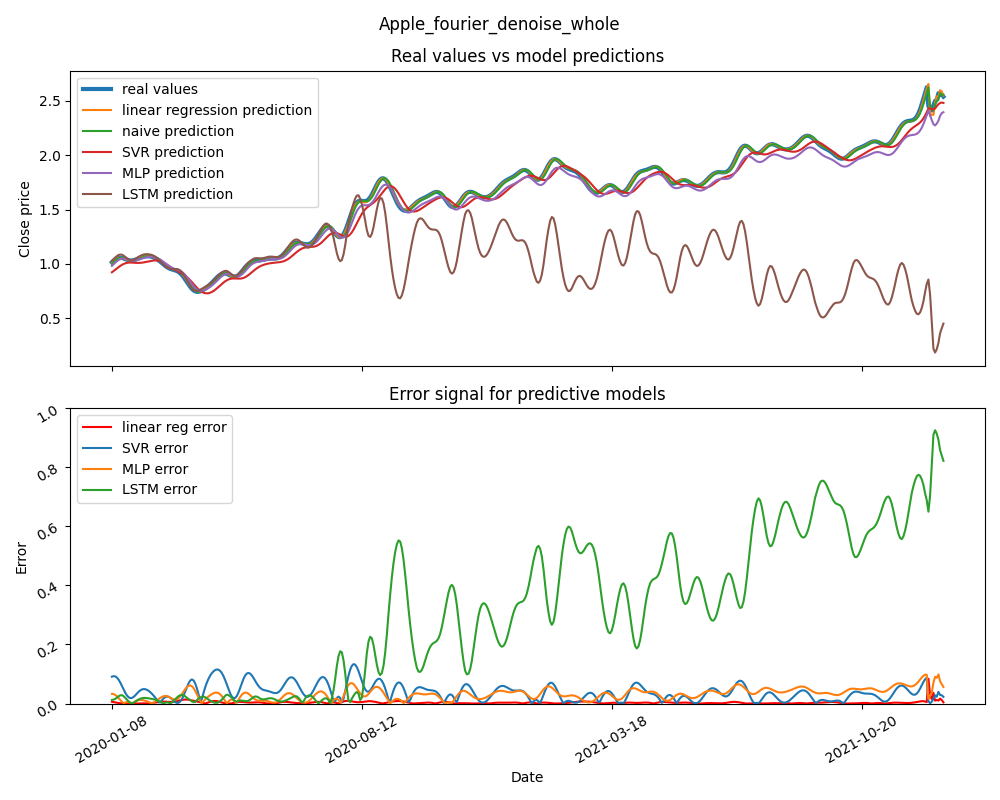 Apple_fourier_denoise_whole
Real values vs model predictions
Close price
2.5
2.0
1.5
1.0
0.5
real values
linear regression prediction
naive prediction
SVR prediction
MLP prediction
LSTM prediction
Error signal for predictive models
Error
1.0
0.8
0.6
0.4
0.2
0.0
linear reg error
SVR error
MLP error
LSTM error
2020-01-08
2020-08-12
2021-03-18
2021-10-20
Date